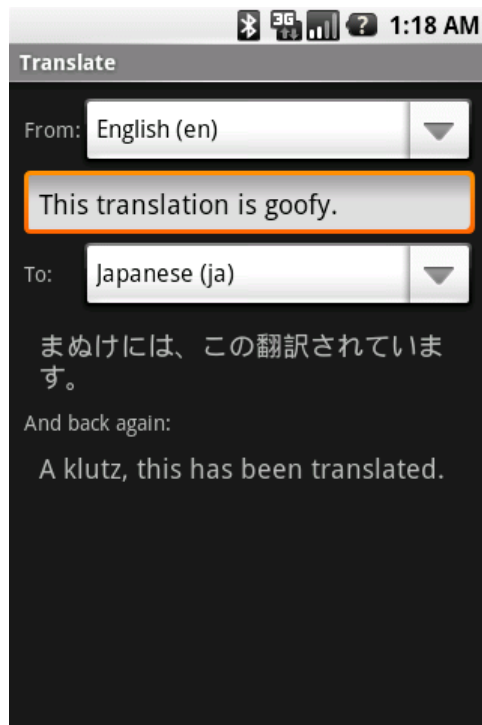 3G
? 1:18 AM
Translate
From: English (en)
This translation is goofy.
To: Japanese (ja)
まぬけには、この翻訳されていま
す。
And back again:
A klutz, this has been translated.